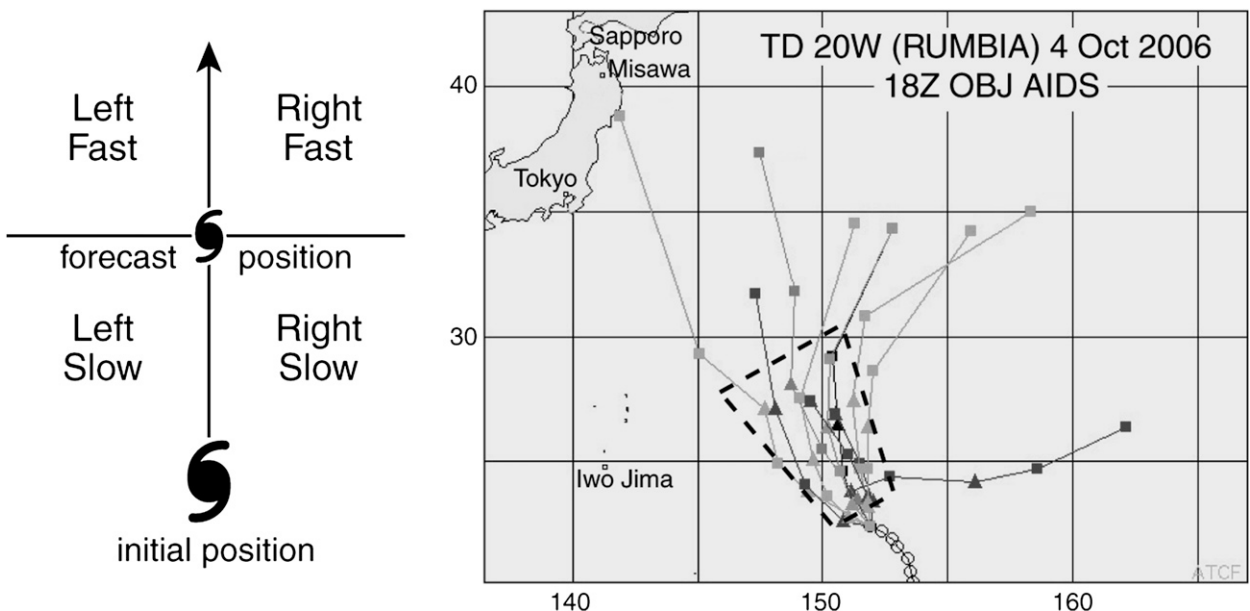 Left
Fast
Right
Fast
forecast
position
Left
Slow
Right
Slow
initial position
TD 20W (RUMBIA) 4 Oct 2006
18Z OBJ AIDS
Sapporo
Misawa
Tokyo
Iwo Jima
40
30
140
150
160
ATCF